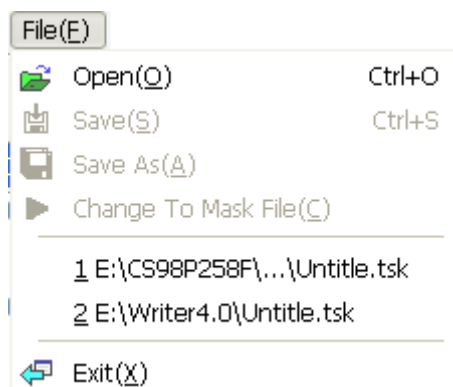 File(F)
Open(O) Ctrl+O
Save(S) Ctrl+S
Save As(A)
Change To Mask File(C)
1 E:\CS98P258F\...\Untitle.tsk
2 E:\Writer4.0\Untitle.tsk
Exit(X)